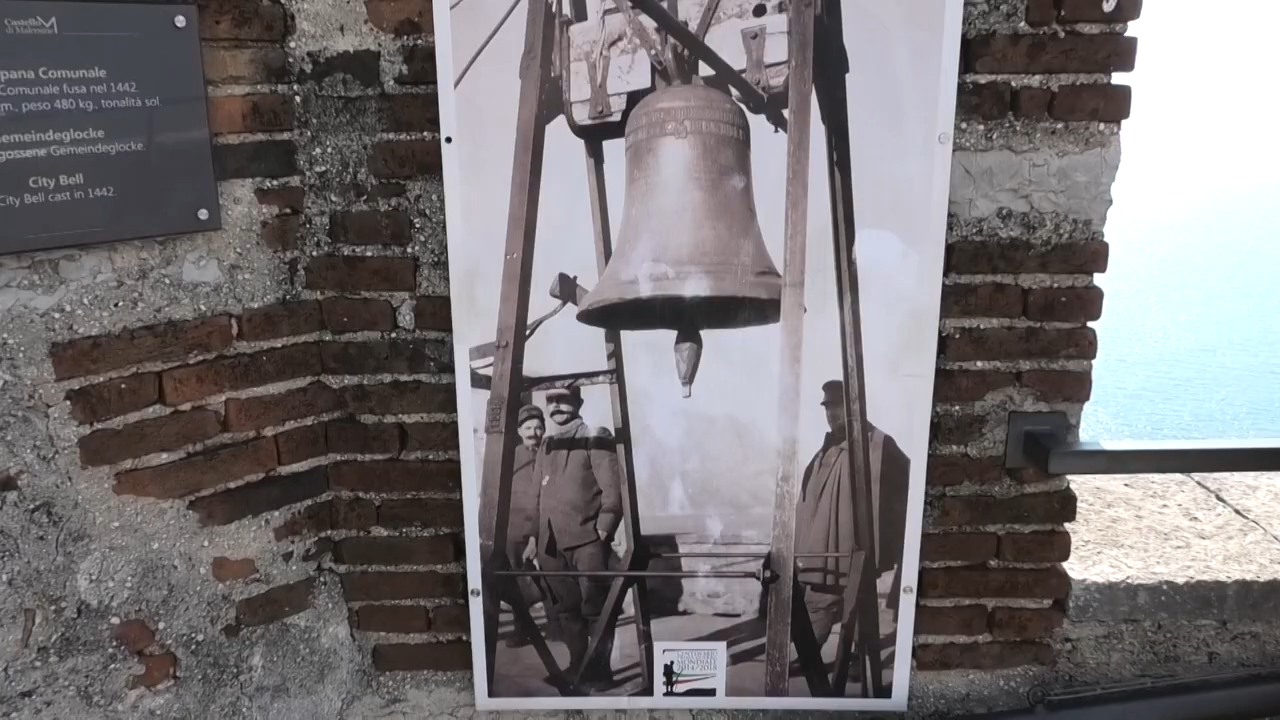 Castello
di Malcesine
pana Comunale
Comunale fusa nel 1442.
m., peso 480 kg., tonalità sol
emeindeglocke
gossene Gemeindeglocke.
City Bell
City Bell cast in 1442.
MONDIALE
2014/2018